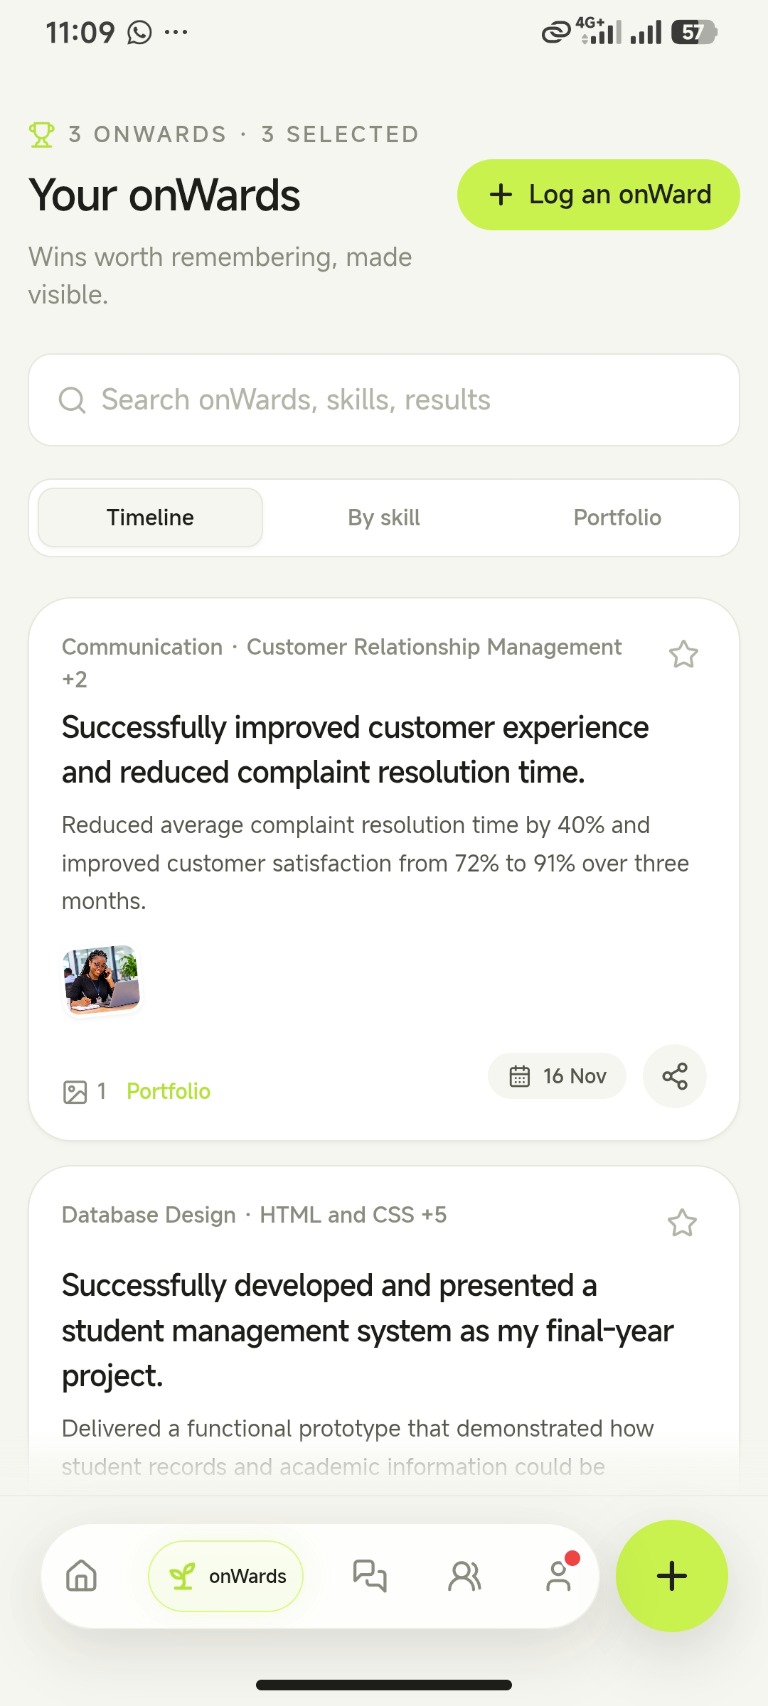 11:09
4G+
57
3 ONWARDS · 3 SELECTED
Your onWards
+ Log an onWard
Wins worth remembering, made
visible.
Search onWards, skills, results
Timeline
By skill
Portfolio
Communication · Customer Relationship Management
+2
Successfully improved customer experience
and reduced complaint resolution time.
Reduced average complaint resolution time by 40% and
improved customer satisfaction from 72% to 91% over three
months.
1
Portfolio
16 Nov
Database Design · HTML and CSS +5
Successfully developed and presented a
student management system as my final-year
project.
Delivered a functional prototype that demonstrated how
student records and academic information could be
onWards